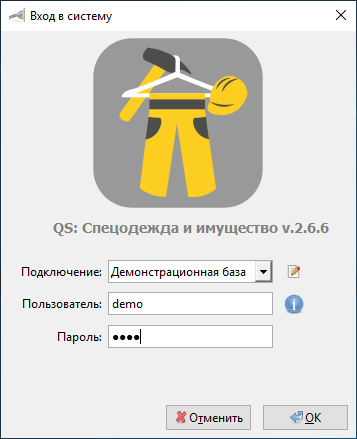 Вход в систему
QS: Спецодежда и имущество v.2.6.6
Подключение: Демонстрационная база
Пользователь: demo
Пароль: ●●●●
Отменить OK